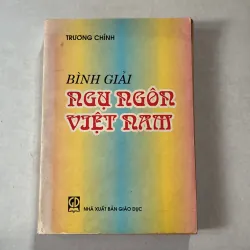 TRƯƠNG CHÍNH
BÌNH GIẢI
NGỤ NGÔN
VIỆT NAM
NHÀ XUẤT BẢN GIÁO DỤC